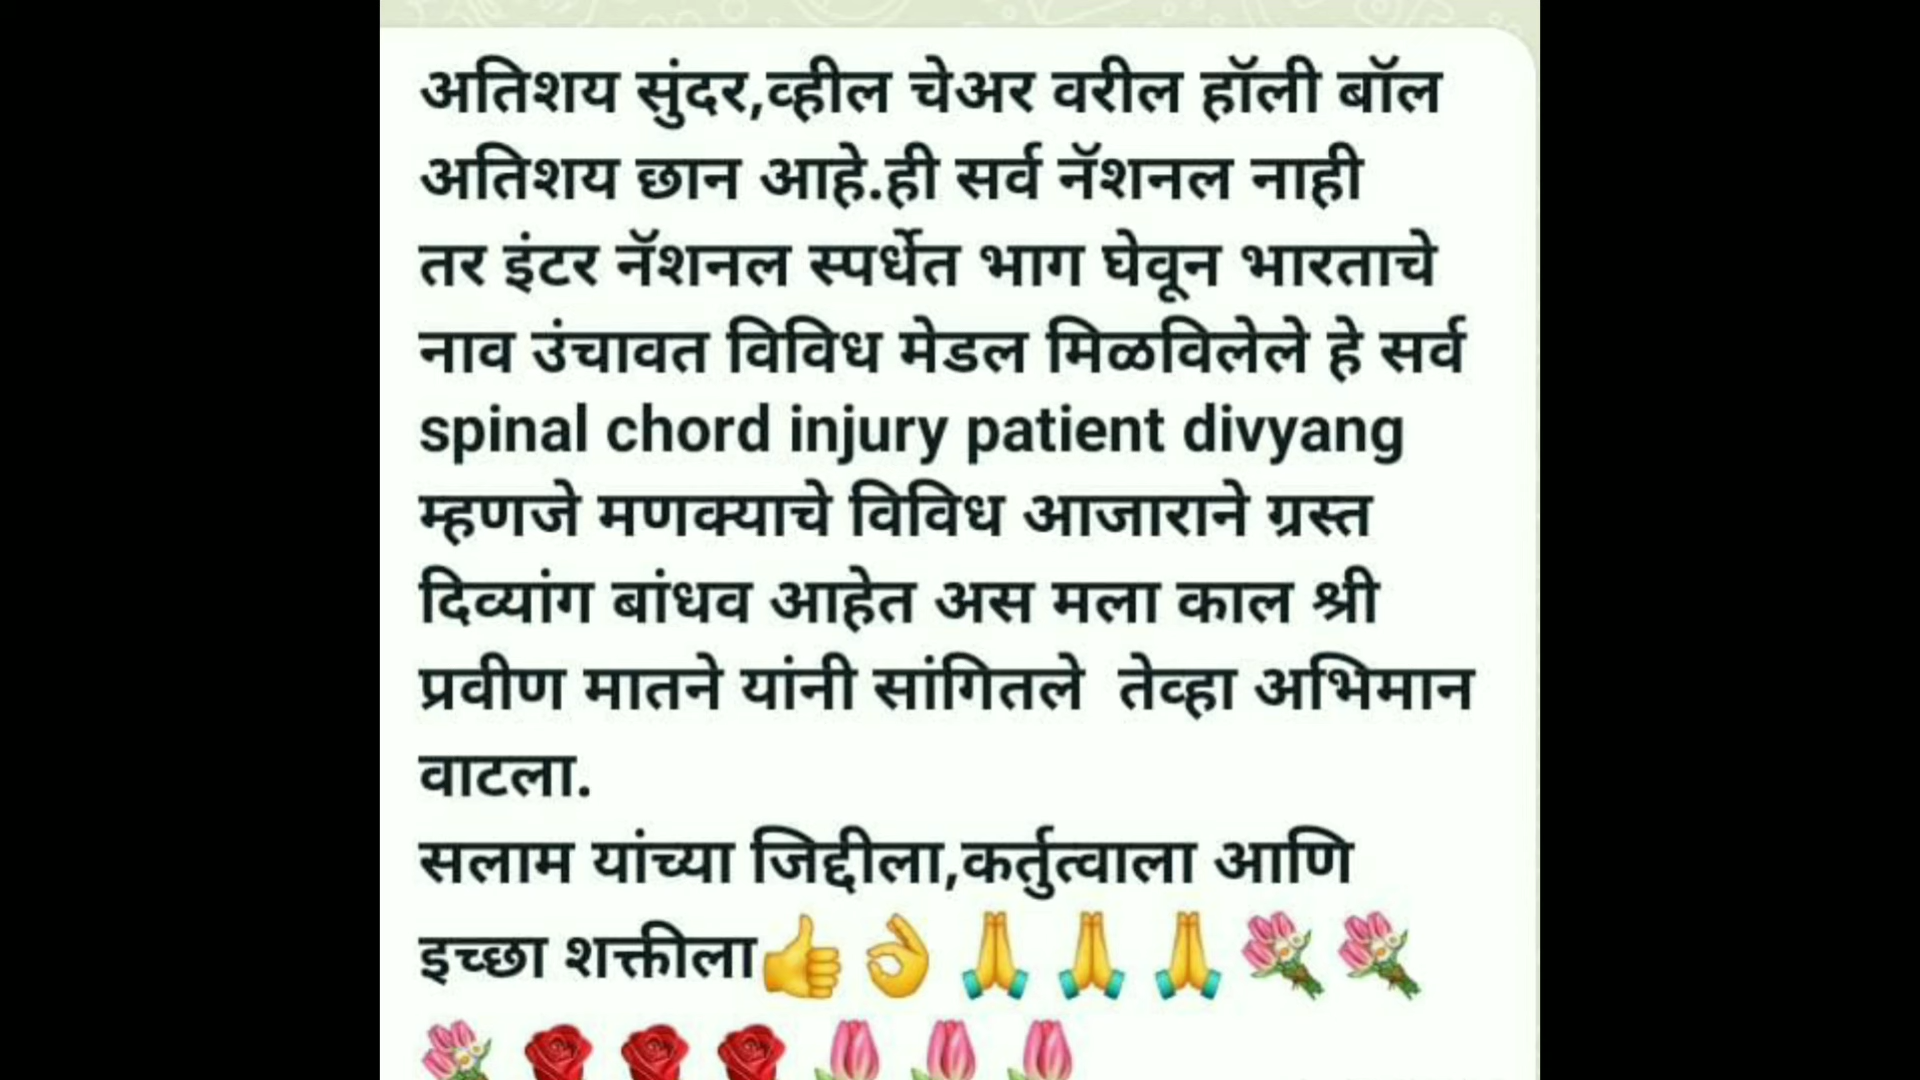 अतिशय सुंदर,व्हील चेअर वरील हॉली बॉल
अतिशय छान आहे.ही सर्व नॅशनल नाही
तर इंटर नॅशनल स्पर्धेत भाग घेवून भारताचे
नाव उंचावत विविध मेडल मिळविलेले हे सर्व
spinal chord injury patient divyang
म्हणजे मणक्याचे विविध आजाराने ग्रस्त
दिव्यांग बांधव आहेत अस मला काल श्री
प्रवीण मातने यांनी सांगितले  तेव्हा अभिमान
वाटला.
सलाम यांच्या जिद्दीला,कर्तुत्वाला आणि
इच्छा शक्तीला👍👌🙏🙏🙏💐💐
💐🌹🌹🌹🌷🌷🌷